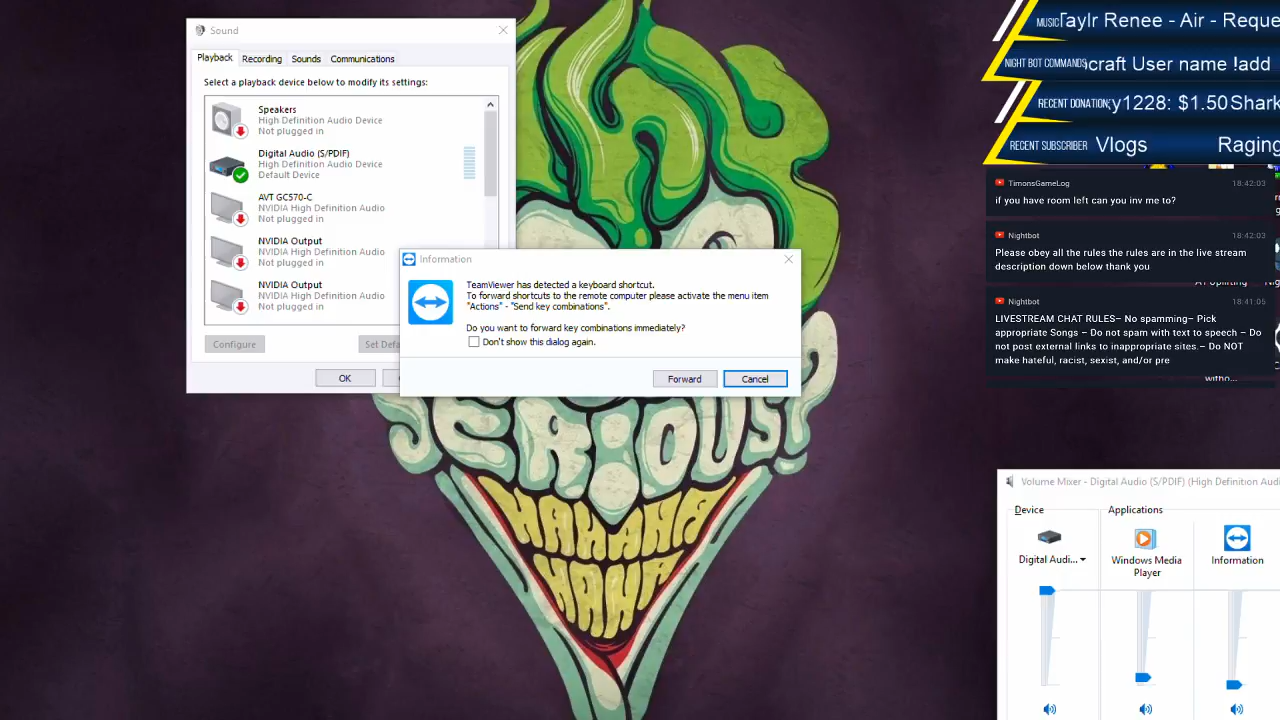 Sound
Playback Recording Sounds Communications
Select a playback device below to modify its settings:
Speakers
High Definition Audio Device
Not plugged in
Digital Audio (S/PDIF)
High Definition Audio Device
Default Device
AVT GC570-C
NVIDIA High Definition Audio
Not plugged in
NVIDIA Output
NVIDIA High Definition Audio
Not plugged in
NVIDIA Output
NVIDIA High Definition Audio
Not plugged in
Configure
Set Defa
OK
Information
TeamViewer has detected a keyboard shortcut.
To forward shortcuts to the remote computer please activate the menu item
"Actions" - "Send key combinations".
Do you want to forward key combinations immediately?
Don't show this dialog again.
Forward Cancel
SERIOUS?
HAHAHA
HAHA
MUSIC Taylr Renee - Air - Reque
NIGHT BOT COMMANDS craft User name !add
RECENT DONATION y1228: $1.50Shark
RECENT SUBSCRIBER Vlogs Raging
TimonsGameLog 18:42:03
if you have room left can you inv me to?
Nightbot 18:42:03
Please obey all the rules the rules are in the live stream
description down below thank you
Nightbot 18:41:05
LIVESTREAM CHAT RULES– No spamming– Pick
appropriate Songs – Do not spam with text to speech – Do
not post external links to inappropriate sites.– Do NOT
make hateful, racist, sexist, and/or pre
witho...
Volume Mixer - Digital Audio (S/PDIF) (High Definition Audi
Device Applications
Digital Audi...
Windows Media
Player
Information